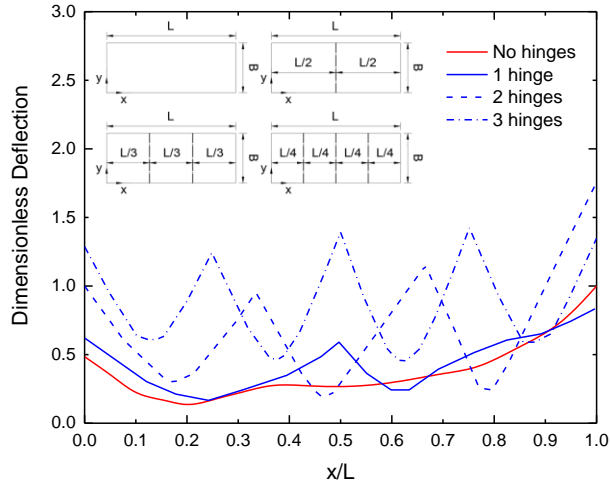 3.0
2.5
2.0
1.5
1.0
0.5
0.0
Dimensionless Deflection
L
B
y
x
L
L/2 L/2
B
y
x
L
L/3 L/3 L/3
B
y
x
L
L/4 L/4 L/4 L/4
B
y
x
No hinges
1 hinge
2 hinges
3 hinges
0.0 0.1 0.2 0.3 0.4 0.5 0.6 0.7 0.8 0.9 1.0
x/L